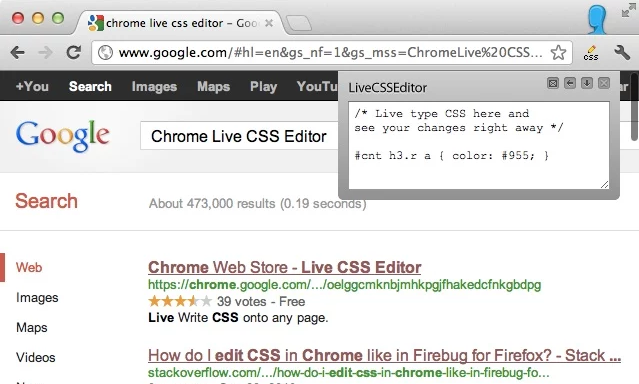 chrome live css editor - Goo
www.google.com/#hl=en&gs_nf=1&gs_mss=ChromeLive%20CSS...
css
+You Search Images Maps Play YouTu
LiveCSSEditor
/* Live type CSS here and
see your changes right away */
#cnt h3.r a { color: #955; }
Google
Chrome Live CSS Editor
Search
About 473,000 results (0.19 seconds)
Web
Images
Maps
Videos
Chrome Web Store - Live CSS Editor
https://chrome.google.com/.../oelggcmknbjmhkpgjfhakedcfnkgbdpg
39 votes - Free
Live Write CSS onto any page.
How do I edit CSS in Chrome like in Firebug for Firefox? - Stack ...
stackoverflow.com/.../how-do-i-edit-css-in-chrome-like-in-firebug-fo...